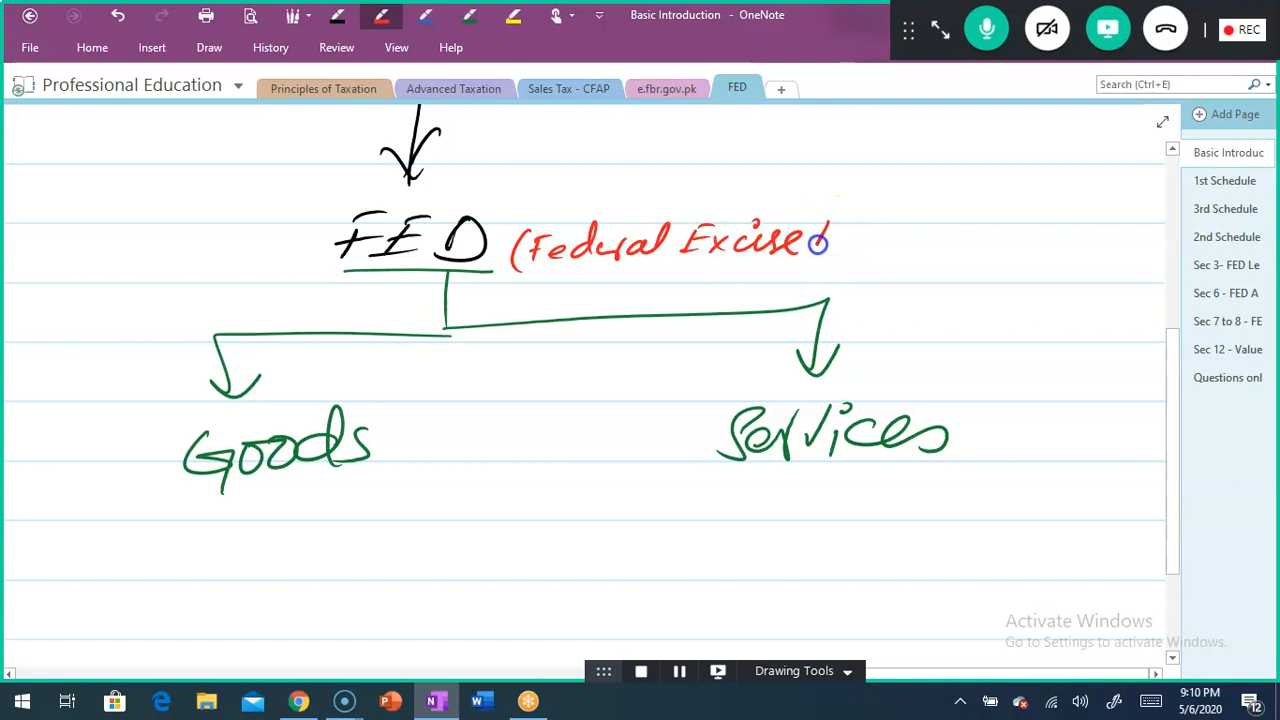 Basic Introduction - OneNote
REC
File Home Insert Draw History Review View Help
Professional Education
Principles of Taxation Advanced Taxation Sales Tax - CFAP e.fbr.gov.pk FED
Search (Ctrl+E)
Add Page
Basic Introduc
1st Schedule
3rd Schedule
2nd Schedule
Sec 3- FED Le
Sec 6 - FED A
Sec 7 to 8 - FE
Sec 12 - Value
Questions onl
FED (Federal Excise
Goods Services
Activate Windows
Go to Settings to activate Windows.
Drawing Tools
9:10 PM
5/6/2020
12